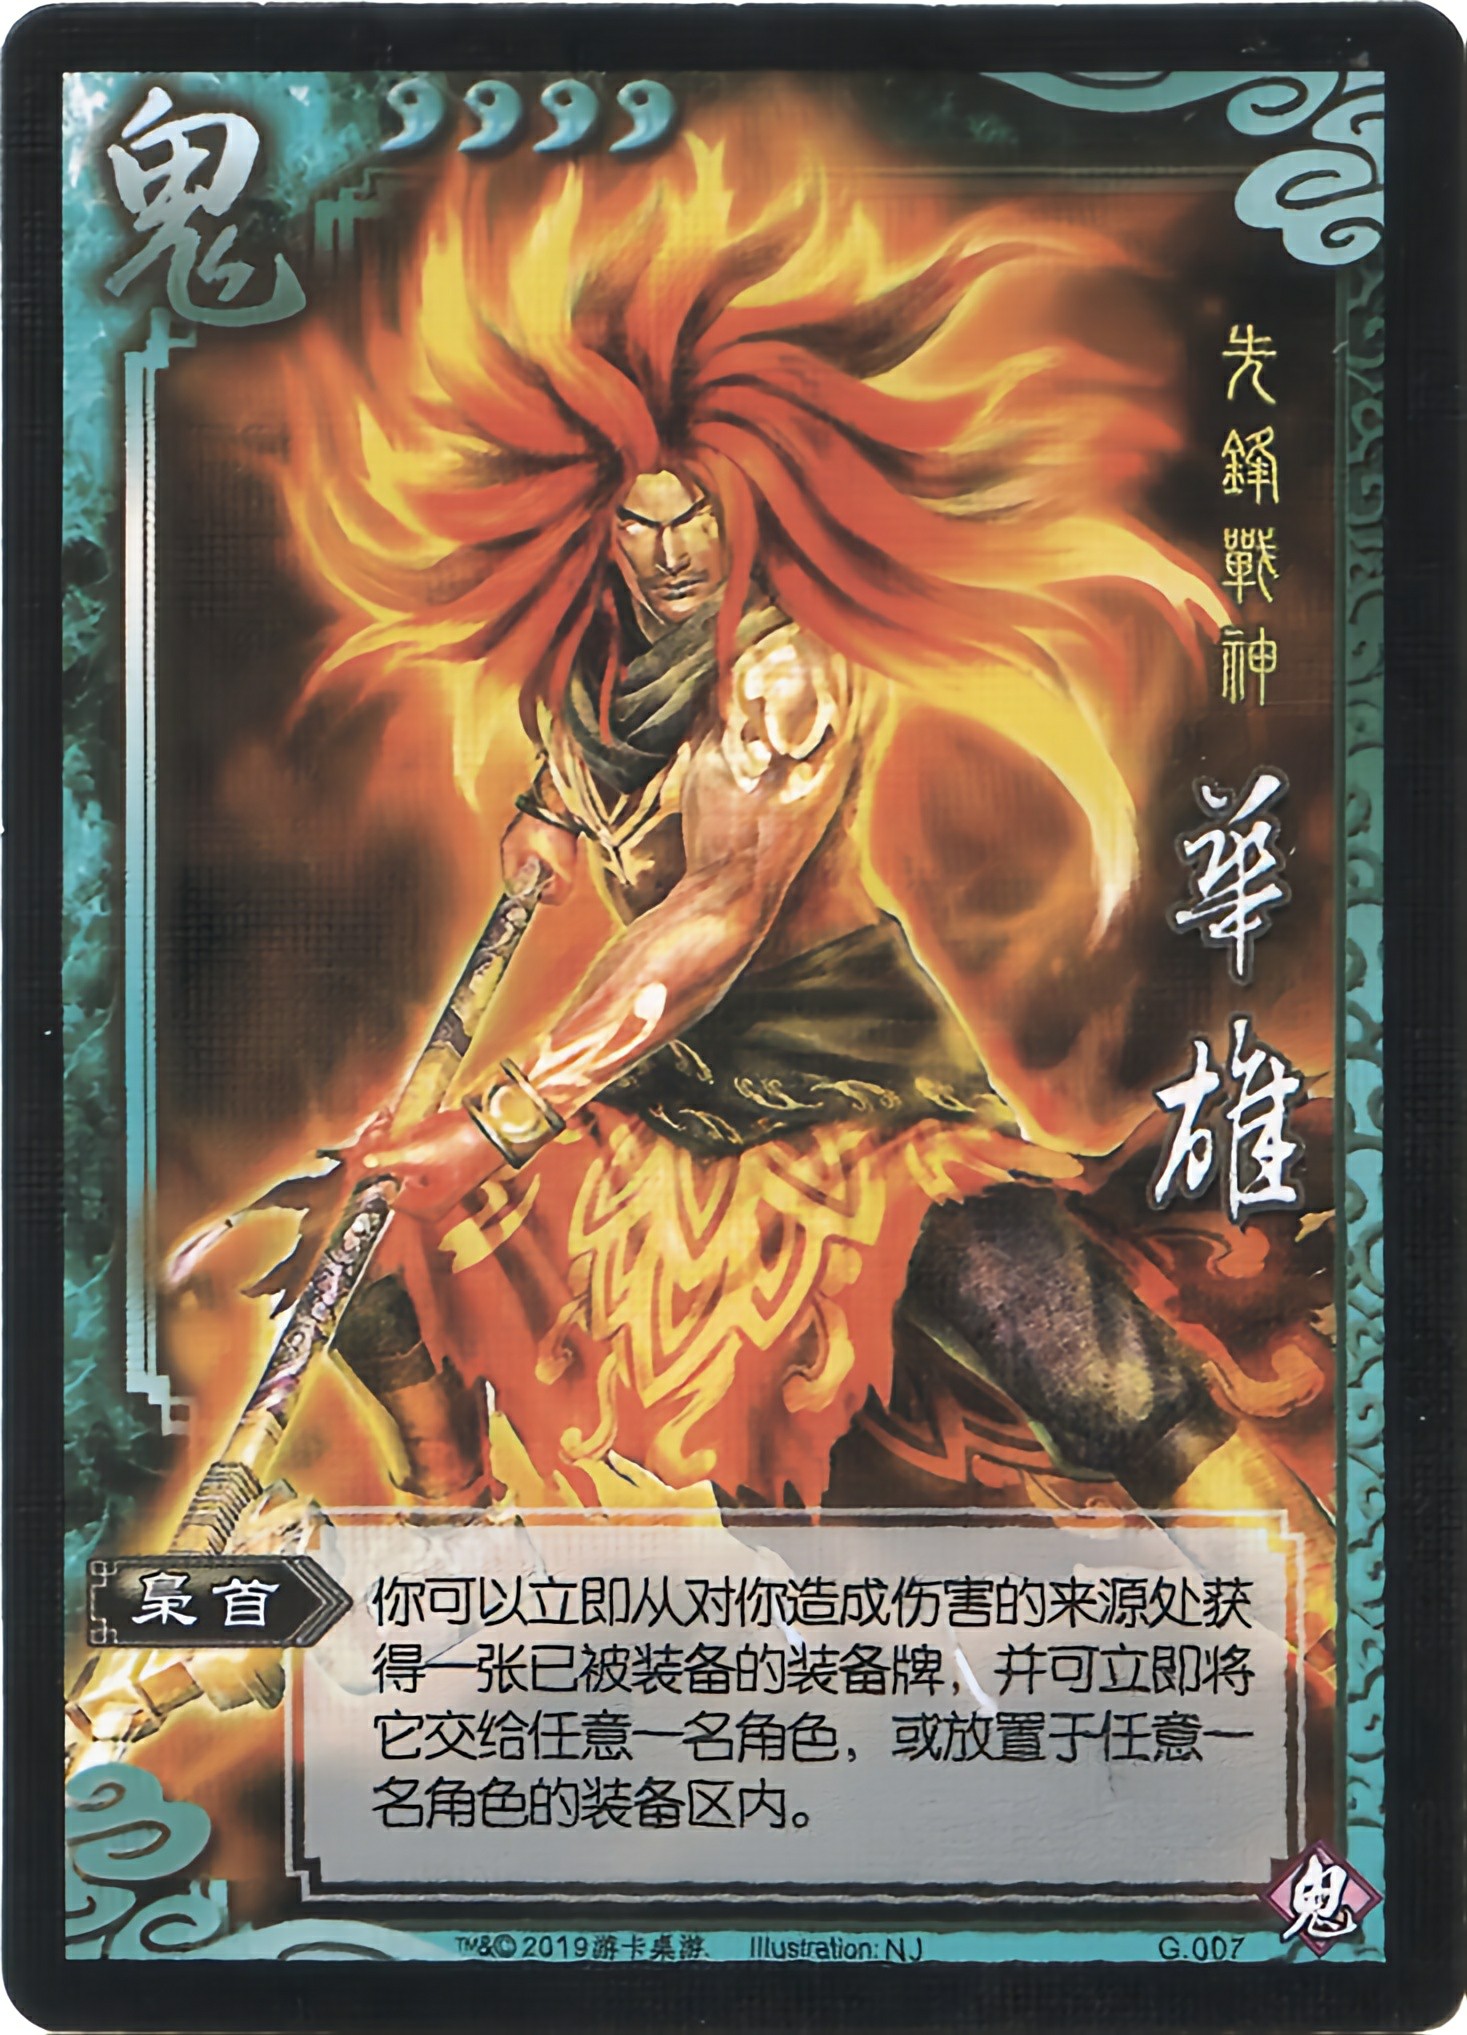 鬼
先鋒戰神
華雄
枭首
你可以立即从对你造成伤害的来源处获
得一张已被装备的装备牌，并可立即将
它交给任意一名角色，或放置于任意一
名角色的装备区内。
鬼
™&© 2019游卡桌游. Illustration: NJ
G.007